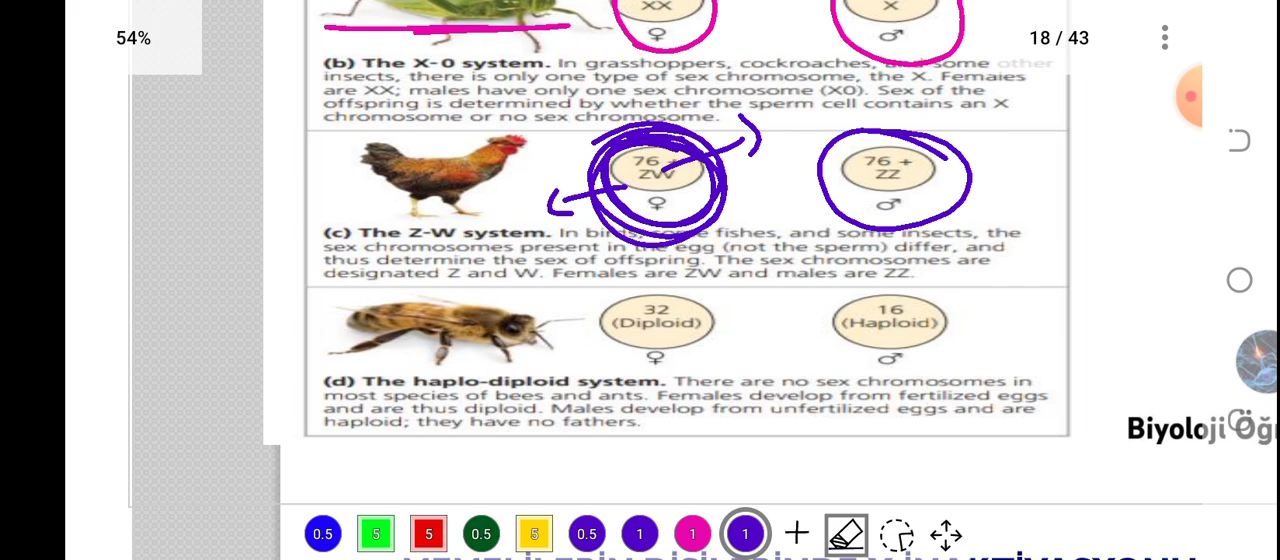 54%
18 / 43
XX
X
♀
♂
(b) The X-0 system. In grasshoppers, cockroaches, and some other
insects, there is only one type of sex chromosome, the X. Females
are XX; males have only one sex chromosome (X0). Sex of the
offspring is determined by whether the sperm cell contains an X
chromosome or no sex chromosome.
76 +
ZW
♀
76 +
ZZ
♂
(c) The Z-W system. In birds, some fishes, and some insects, the
sex chromosomes present in the egg (not the sperm) differ, and
thus determine the sex of offspring. The sex chromosomes are
designated Z and W. Females are ZW and males are ZZ.
32
(Diploid)
♀
16
(Haploid)
♂
(d) The haplo-diploid system. There are no sex chromosomes in
most species of bees and ants. Females develop from fertilized eggs
and are thus diploid. Males develop from unfertilized eggs and are
haploid; they have no fathers.
Biyoloji
0.5 5 5 0.5 5 0.5 1 1 1